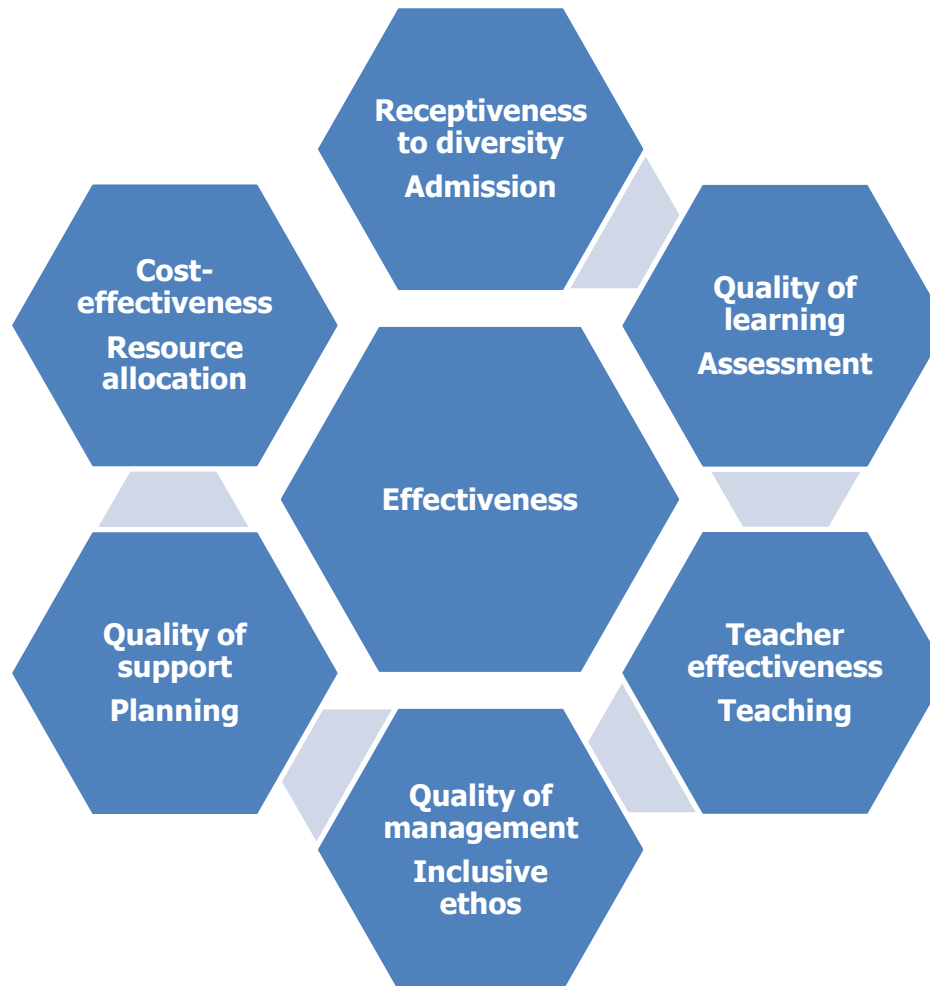 Receptiveness
to diversity
Admission
Cost-
effectiveness
Resource
allocation
Quality of
learning
Assessment
Effectiveness
Quality of
support
Planning
Teacher
effectiveness
Teaching
Quality of
management
Inclusive
ethos